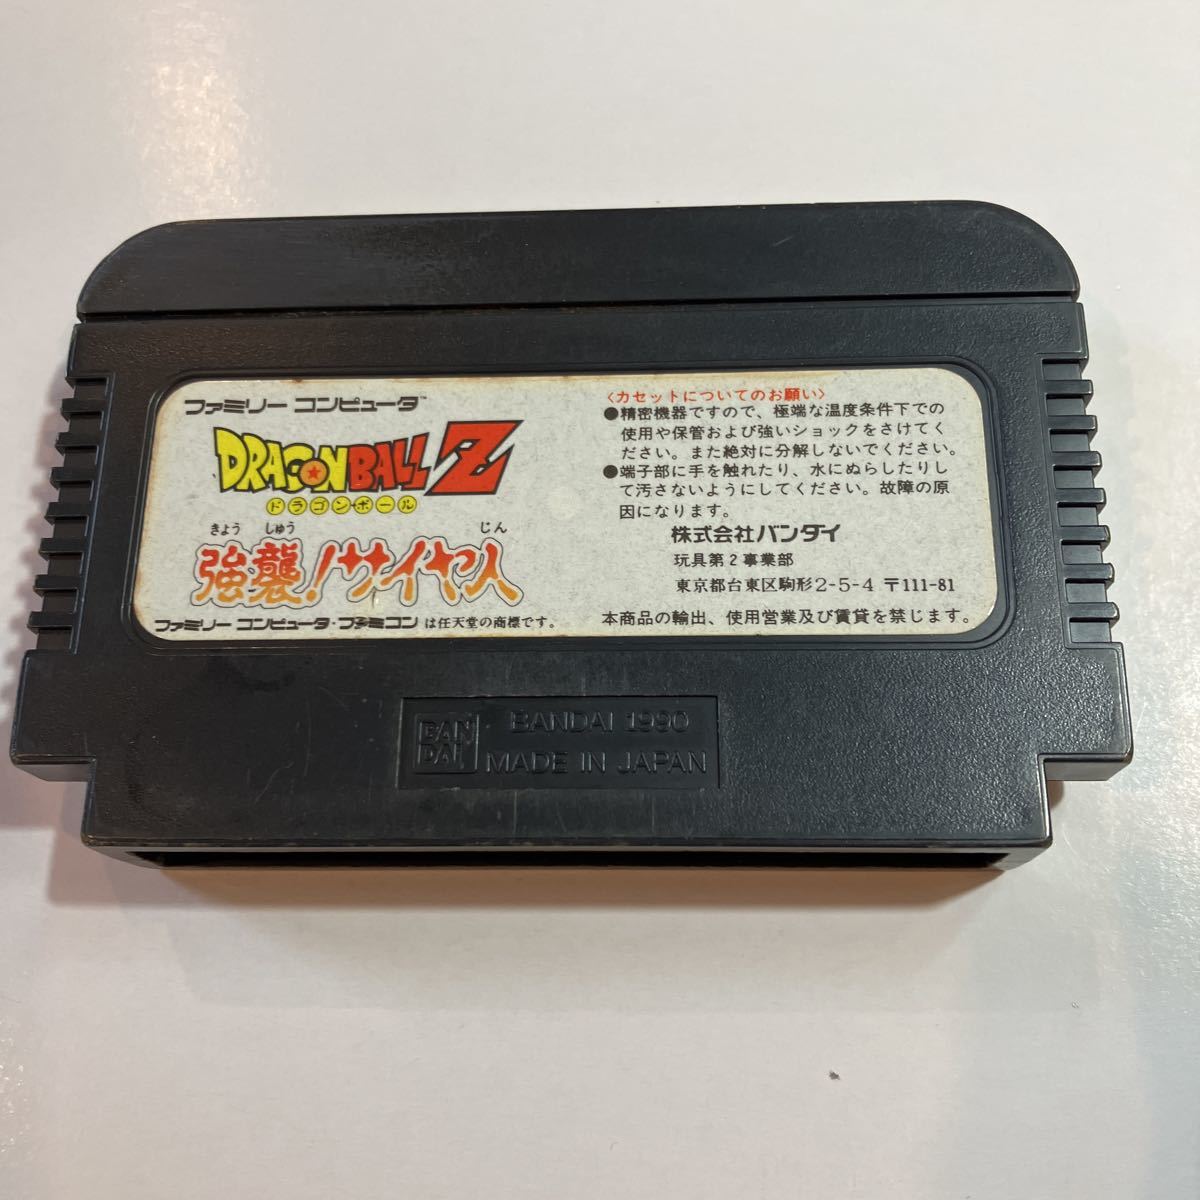 ファミリー コンピュータ™
DRAGON BALL Z
ドラゴンボール
きょう しゅう じん
強襲!サイヤ人
ファミリー コンピュータ・ファミコン は任天堂の商標です。
〈カセットについてのお願い〉
●精密機器ですので、極端な温度条件下での
使用や保管および強いショックをさけてく
ださい。また絶対に分解しないでください。
●端子部に手を触れたり、水にぬらしたりし
て汚さないようにしてください。故障の原
因になります。
株式会社バンダイ
玩具第2事業部
東京都台東区駒形2-5-4 〒111-81
本商品の輸出、使用営業及び賃貸を禁じます。
BAN
DAI
BANDAI 1990
MADE IN JAPAN